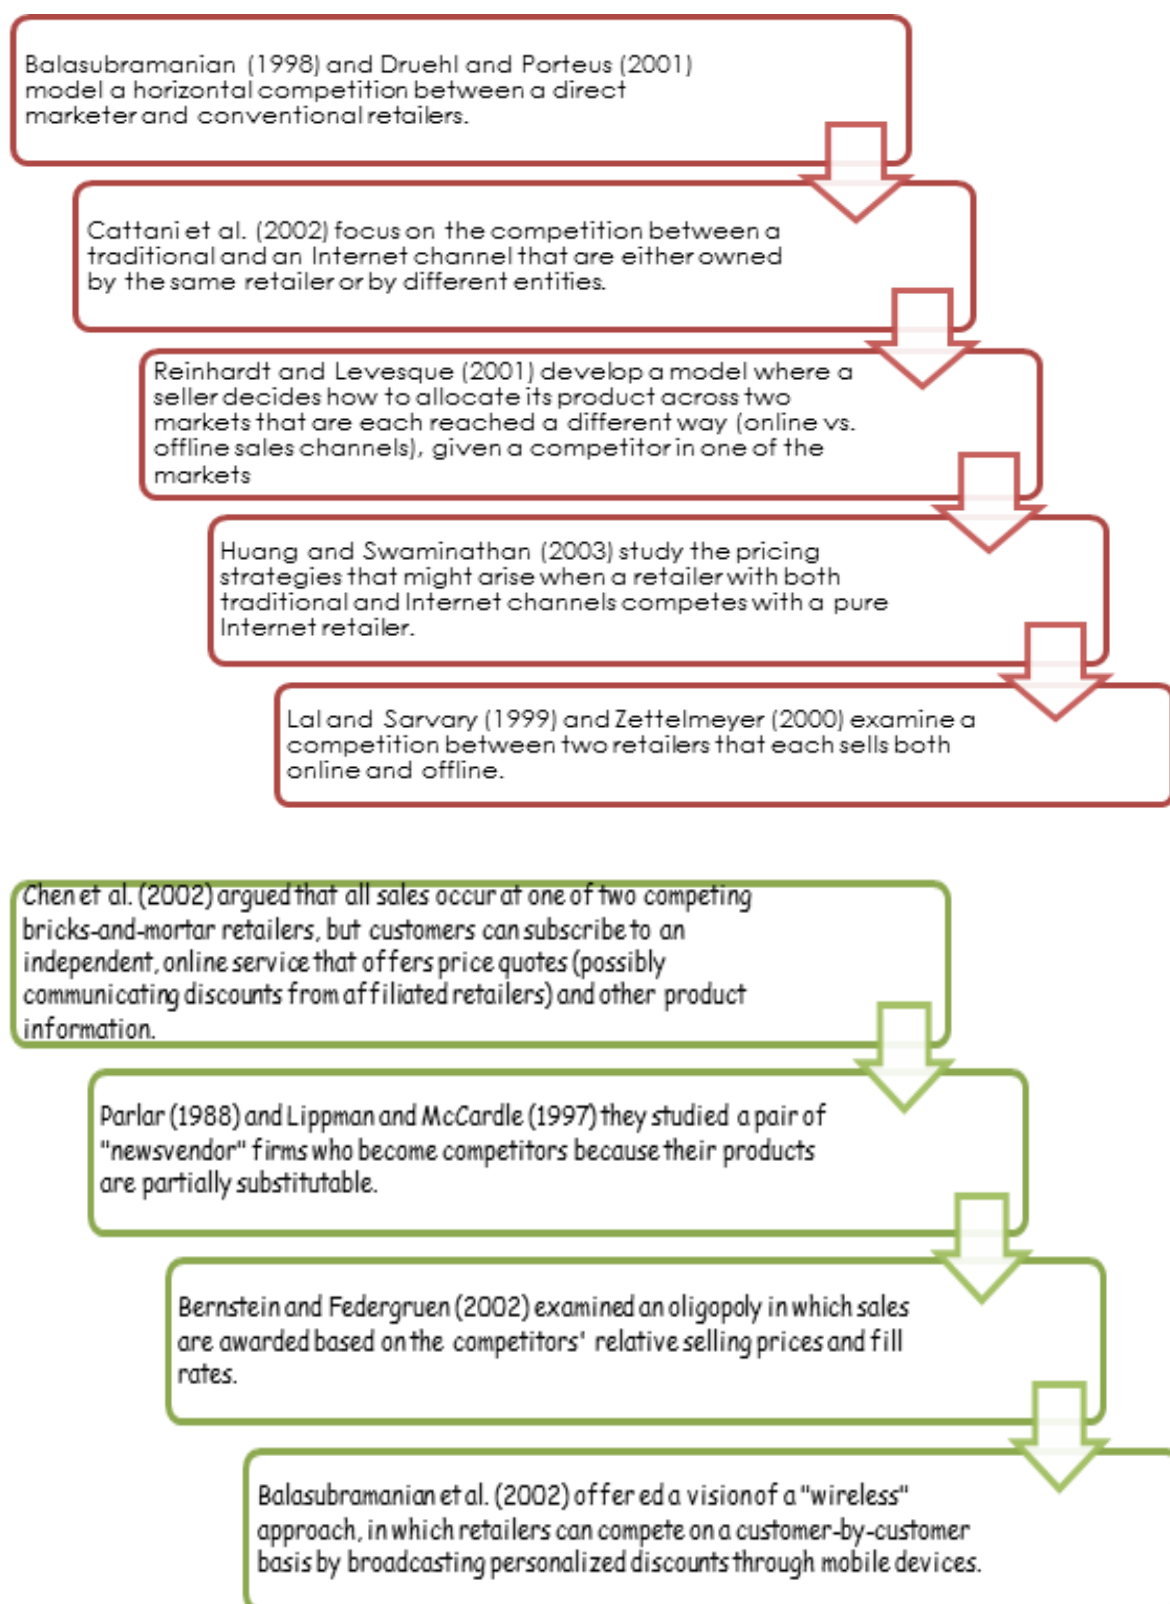 Balasubramanian (1998) and Druehl and Porteus (2001)
model a horizontal competition between a direct
marketer and conventional retailers.
Cattani et al. (2002) focus on the competition between a
traditional and an Internet channel that are either owned
by the same retailer or by different entities.
Reinhardt and Levesque (2001) develop a model where a
seller decides how to allocate its product across two
markets that are each reached a different way (online vs.
offline sales channels), given a competitor in one of the
markets
Huang and Swaminathan (2003) study the pricing
strategies that might arise when a retailer with both
traditional and Internet channels competes with a pure
Internet retailer.
Lal and Sarvary (1999) and Zettelmeyer (2000) examine a
competition between two retailers that each sells both
online and offline.
Chen et al. (2002) argued that all sales occur at one of two competing
bricks-and-mortar retailers, but customers can subscribe to an
independent, online service that offers price quotes (possibly
communicating discounts from affiliated retailers) and other product
information.
Parlar (1988) and Lippman and McCardle (1997) they studied a pair of
"newsvendor" firms who become competitors because their products
are partially substitutable.
Bernstein and Federgruen (2002) examined an oligopoly in which sales
are awarded based on the competitors' relative selling prices and fill
rates.
Balasubramanian et al. (2002) offered a vision of a "wireless"
approach, in which retailers can compete on a customer-by-customer
basis by broadcasting personalized discounts through mobile devices.